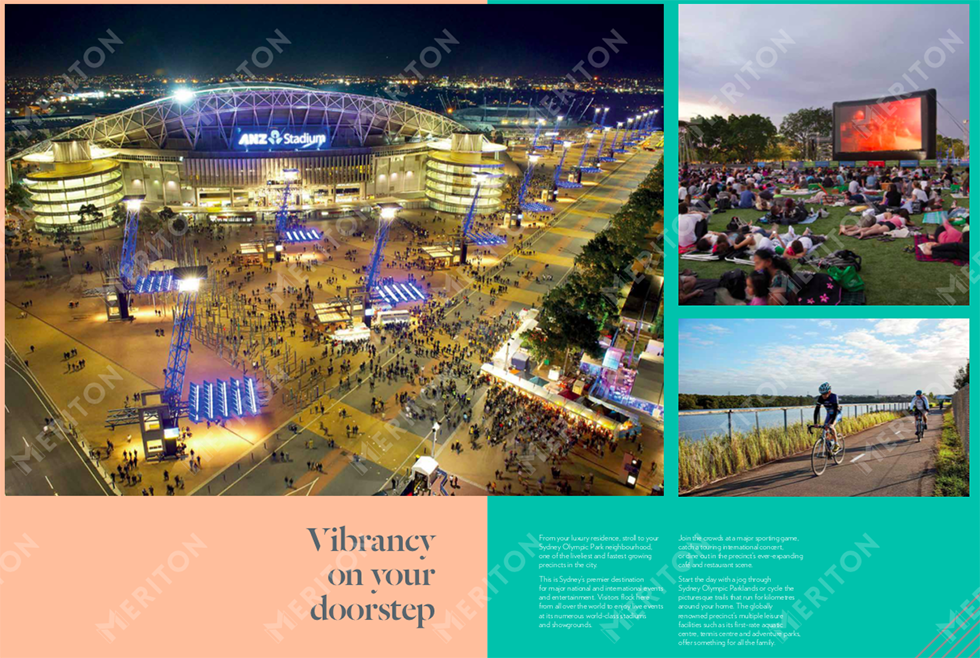 ANZ Stadium
Vibrancy
on your
doorstep
From your luxury residence, stroll to your
Sydney Olympic Park neighbourhood,
one of the liveliest and fastest growing
precincts in the city.
This is Sydney's premier destination
for major national and international events
and entertainment. Visitors flock here
from all over the world to enjoy live events
at its numerous world-class stadiums
and showgrounds.
Join the crowds at a major sporting game,
catch a touring international concert,
or dine out in the precinct's ever-expanding
café and restaurant scene.
Start the day with a jog through
Sydney Olympic Parklands or cycle the
picturesque trails that run for kilometres
around your home. The globally
renowned precinct's multiple leisure
facilities such as its first-rate aquatic
centre, tennis centre and adventure parks,
offer something for all the family.
MERITON